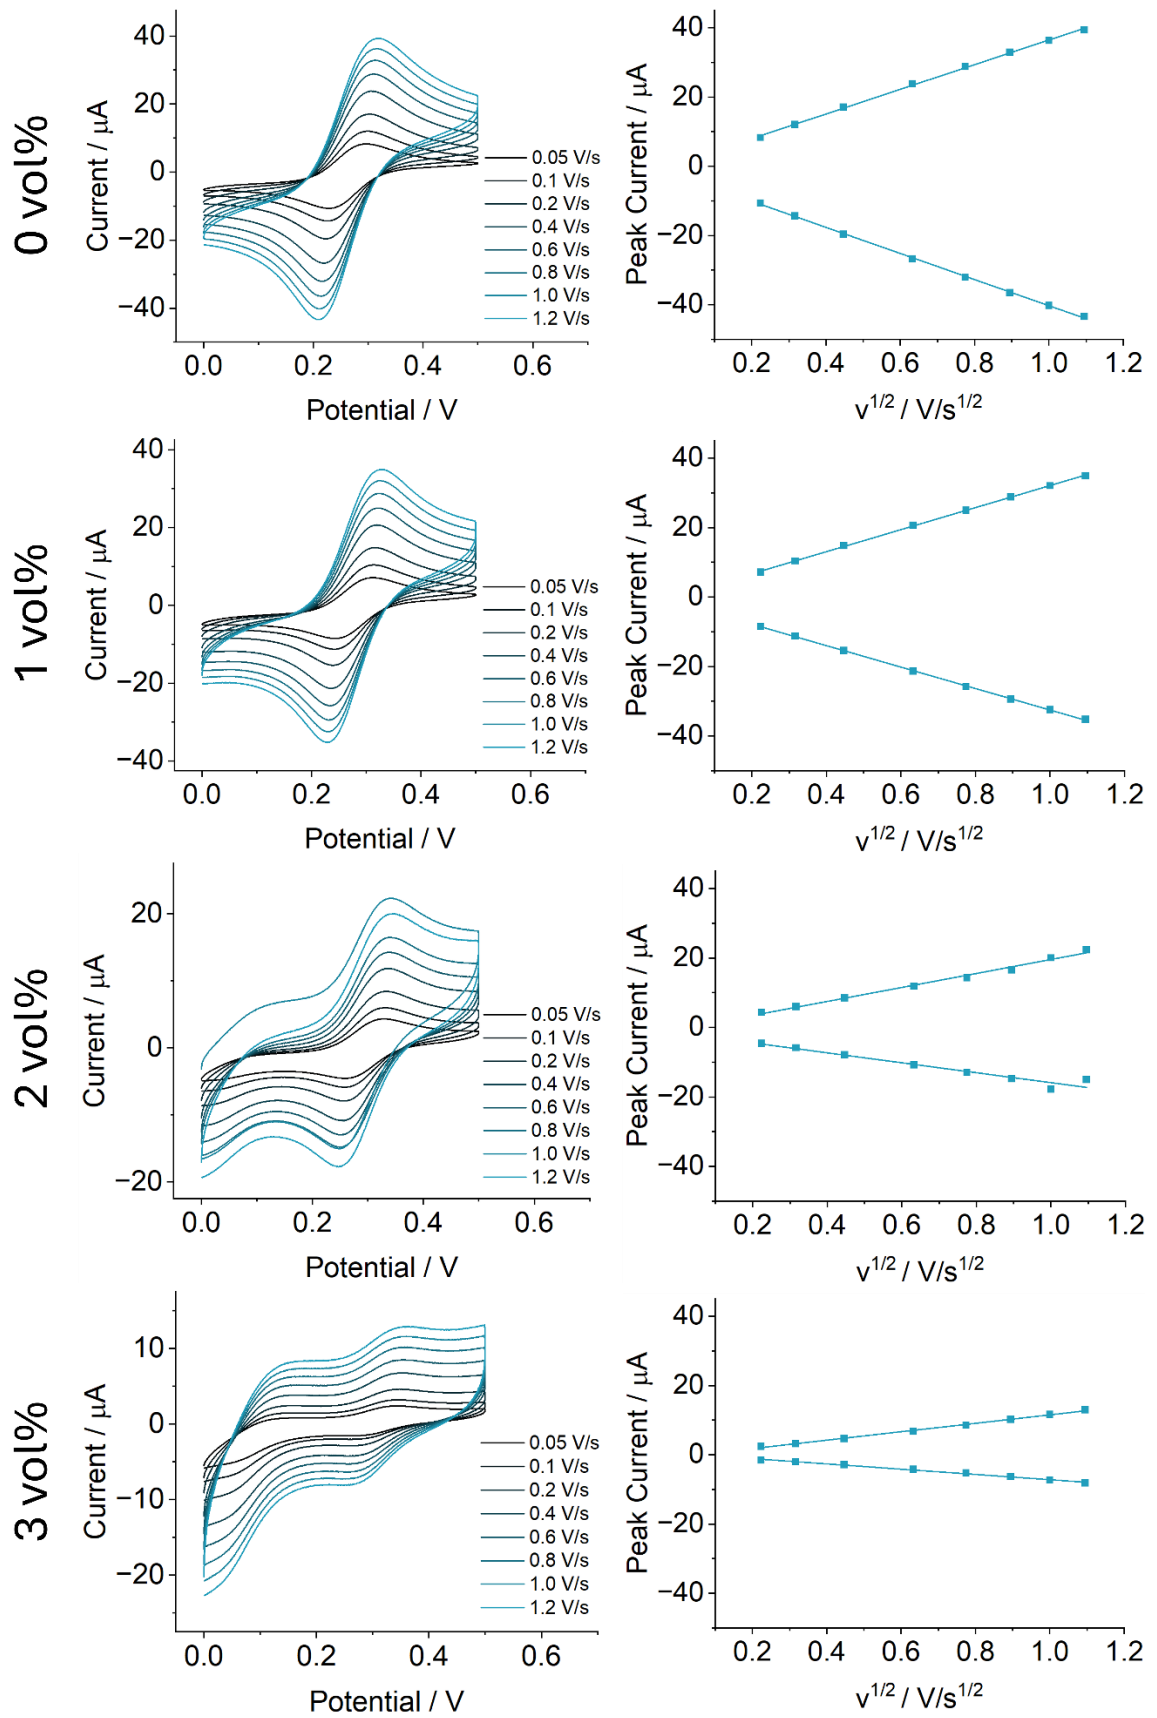 0 vol%
Current / μA
40
20
0
−20
−40
0.0 0.2 0.4 0.6
Potential / V
0.05 V/s
0.1 V/s
0.2 V/s
0.4 V/s
0.6 V/s
0.8 V/s
1.0 V/s
1.2 V/s
Peak Current / μA
40
20
0
−20
−40
0.2 0.4 0.6 0.8 1.0 1.2
v1/2 / V/s1/2
1 vol%
Current / μA
40
20
0
−20
−40
0.0 0.2 0.4 0.6
Potential / V
0.05 V/s
0.1 V/s
0.2 V/s
0.4 V/s
0.6 V/s
0.8 V/s
1.0 V/s
1.2 V/s
Peak Current / μA
40
20
0
−20
−40
0.2 0.4 0.6 0.8 1.0 1.2
v1/2 / V/s1/2
2 vol%
Current / μA
20
0
−20
0.0 0.2 0.4 0.6
Potential / V
0.05 V/s
0.1 V/s
0.2 V/s
0.4 V/s
0.6 V/s
0.8 V/s
1.0 V/s
1.2 V/s
Peak Current / μA
40
20
0
−20
−40
0.2 0.4 0.6 0.8 1.0 1.2
v1/2 / V/s1/2
3 vol%
Current / μA
10
0
−10
−20
0.0 0.2 0.4 0.6
Potential / V
0.05 V/s
0.1 V/s
0.2 V/s
0.4 V/s
0.6 V/s
0.8 V/s
1.0 V/s
1.2 V/s
Peak Current / μA
40
20
0
−20
−40
0.2 0.4 0.6 0.8 1.0 1.2
v1/2 / V/s1/2